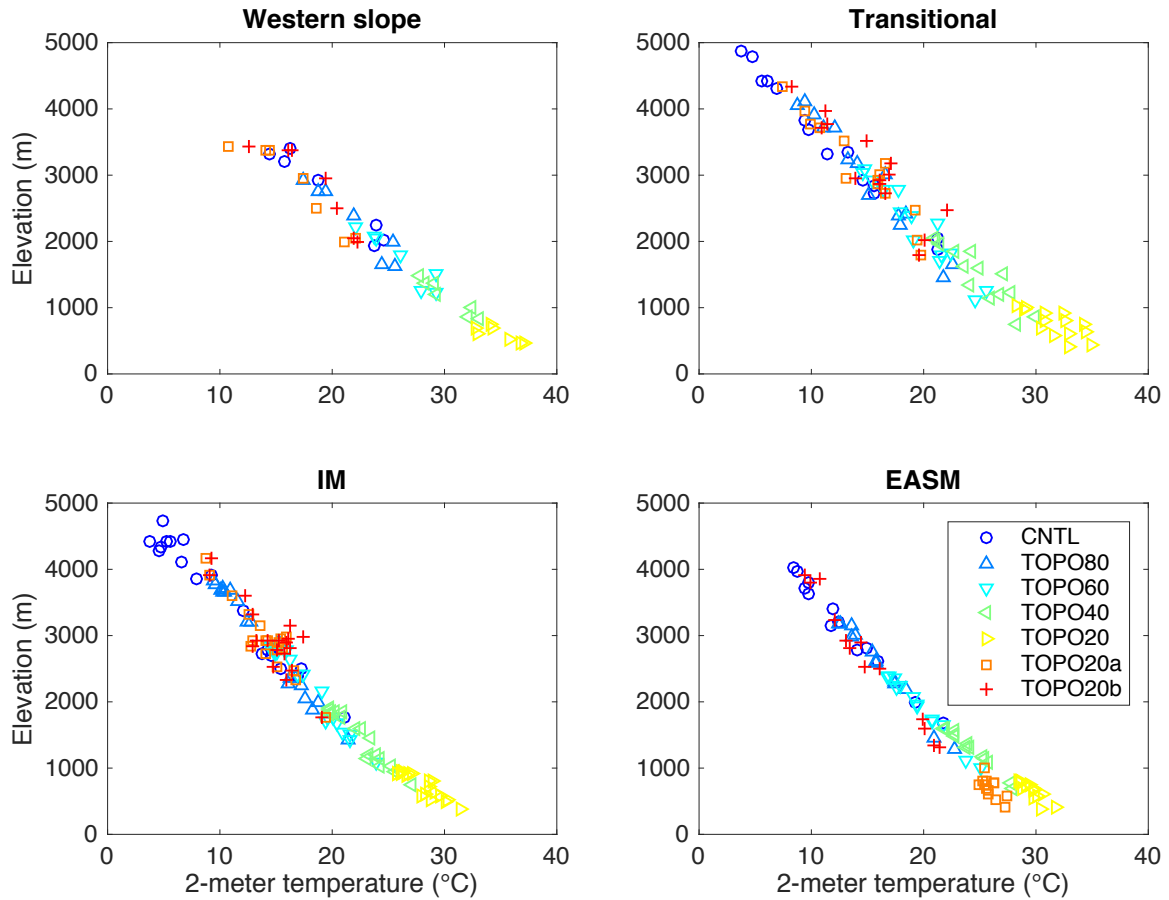 Western slope
5000
4000
3000
2000
1000
0
0 10 20 30 40
Elevation (m)
Transitional
5000
4000
3000
2000
1000
0
0 10 20 30 40
IM
5000
4000
3000
2000
1000
0
0 10 20 30 40
Elevation (m)
2-meter temperature (°C)
EASM
5000
4000
3000
2000
1000
0
0 10 20 30 40
2-meter temperature (°C)
CNTL
TOPO80
TOPO60
TOPO40
TOPO20
TOPO20a
TOPO20b